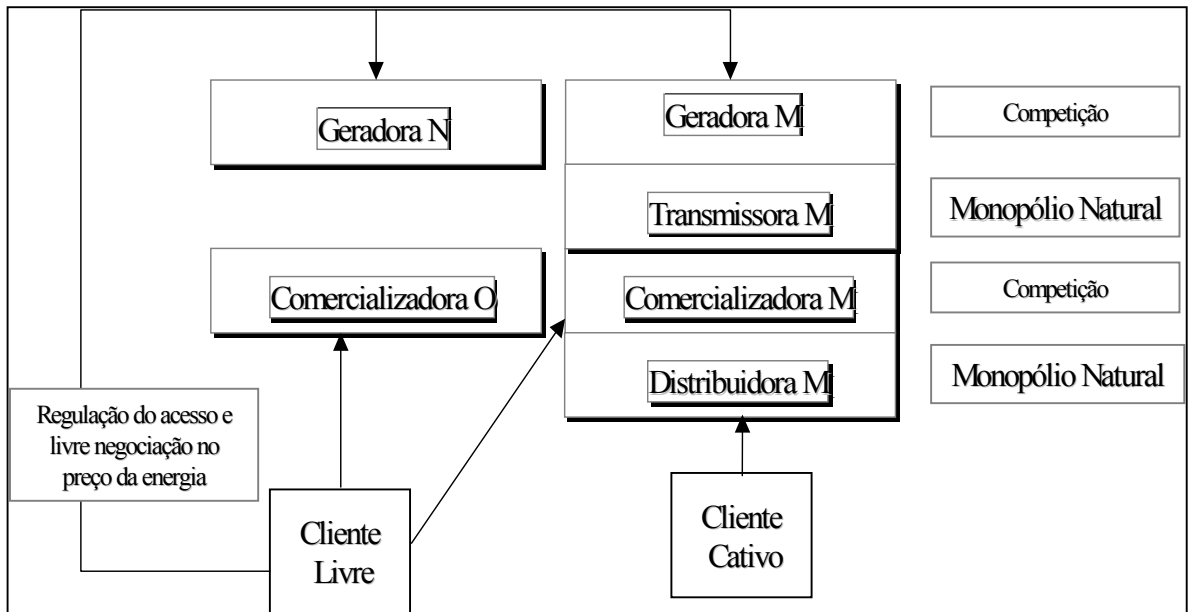 Geradora N
Geradora M
Competição
Transmissora M
Monopólio Natural
Comercializadora O
Comercializadora M
Competição
Distribuidora M
Monopólio Natural
Regulação do acesso e
livre negociação no
preço da energia
Cliente
Livre
Cliente
Cativo